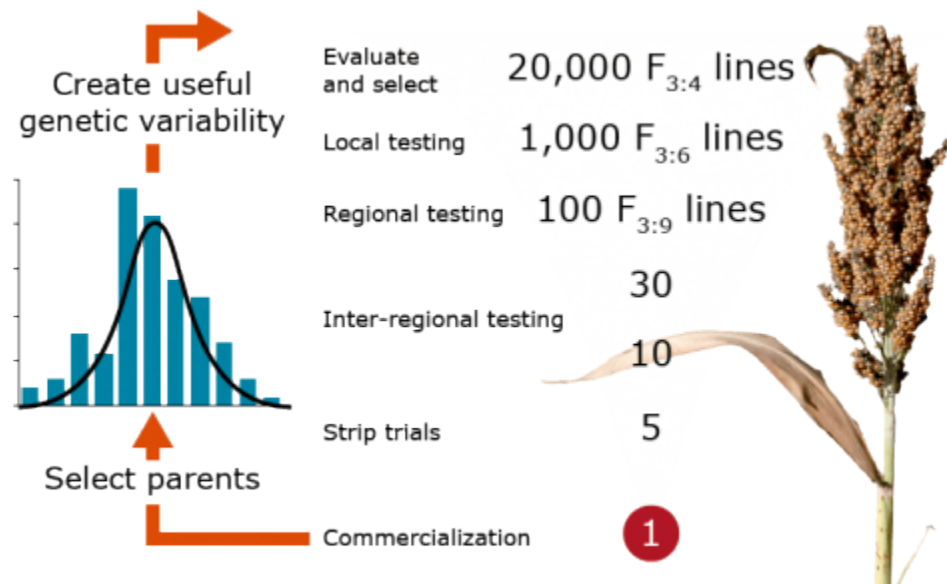 Create useful
genetic variability
Select parents
Evaluate
and select
20,000 F3:4 lines
Local testing
1,000 F3:6 lines
Regional testing
100 F3:9 lines
30
Inter-regional testing
10
Strip trials
5
Commercialization
1